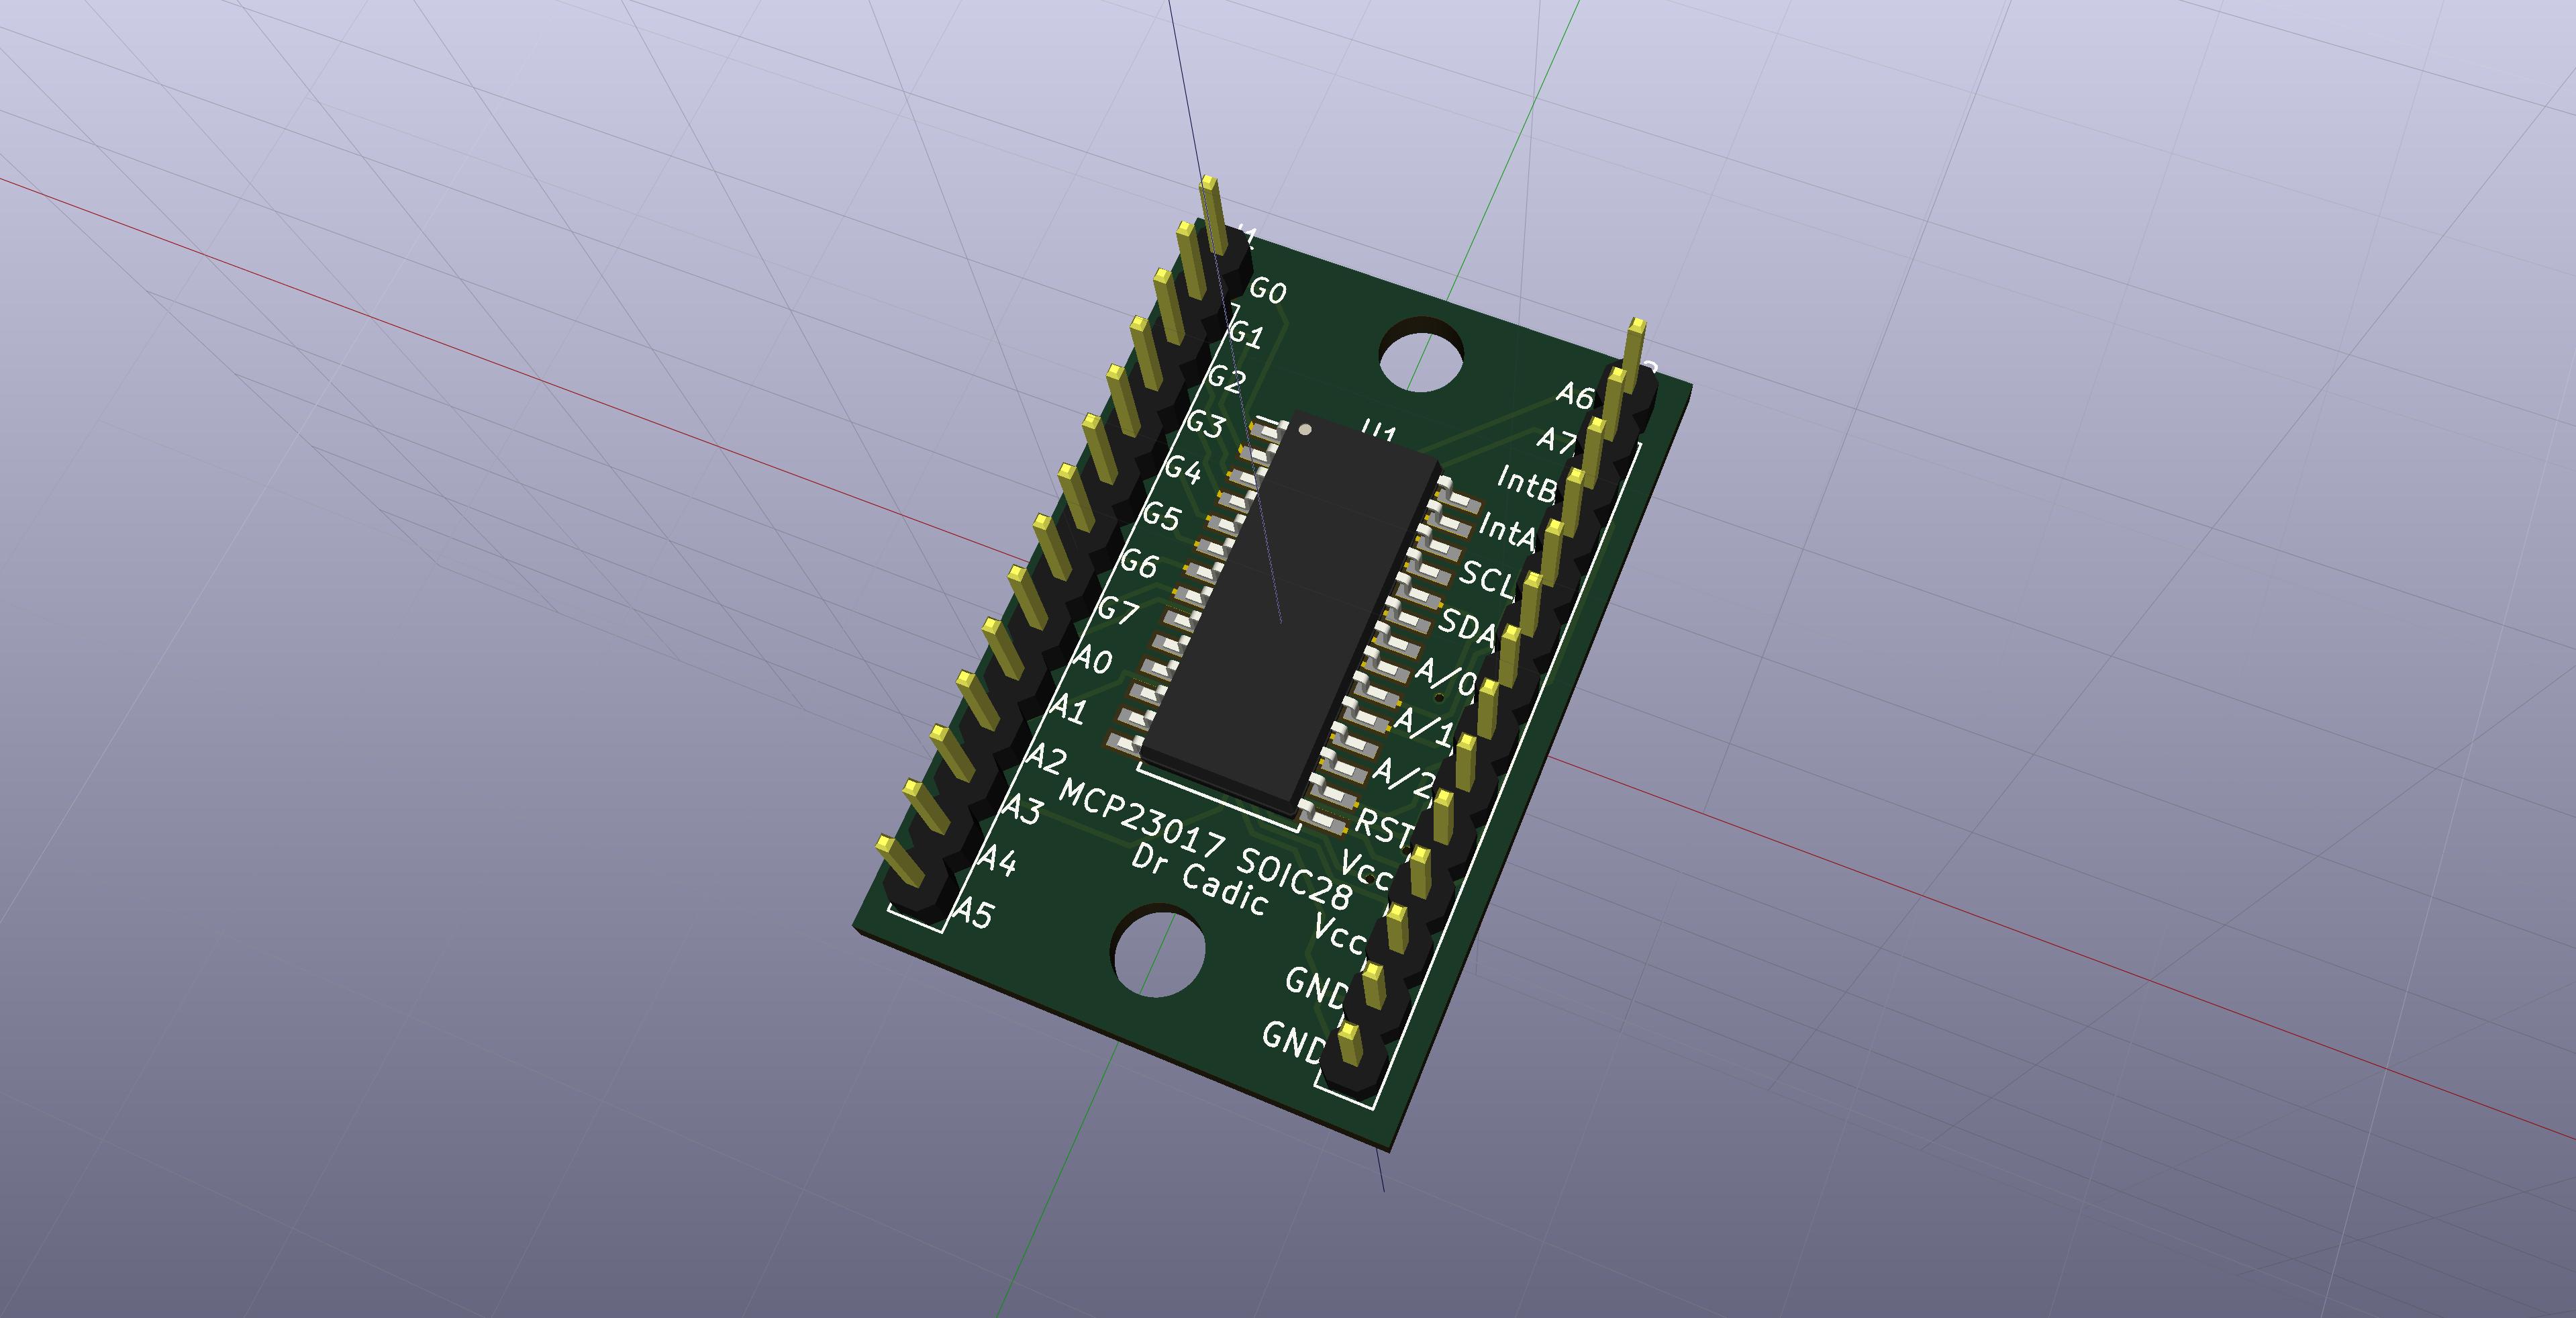 G0
G1
G2
G3
G4
G5
G6
G7
A0
A1
A2
A3
A4
A5
U1
A6
A7
IntB
IntA
SCL
SDA
A/0
A/1
A/2
RST
Vcc
Vcc
GND
GND
MCP23017 SOIC28
Dr Cadic